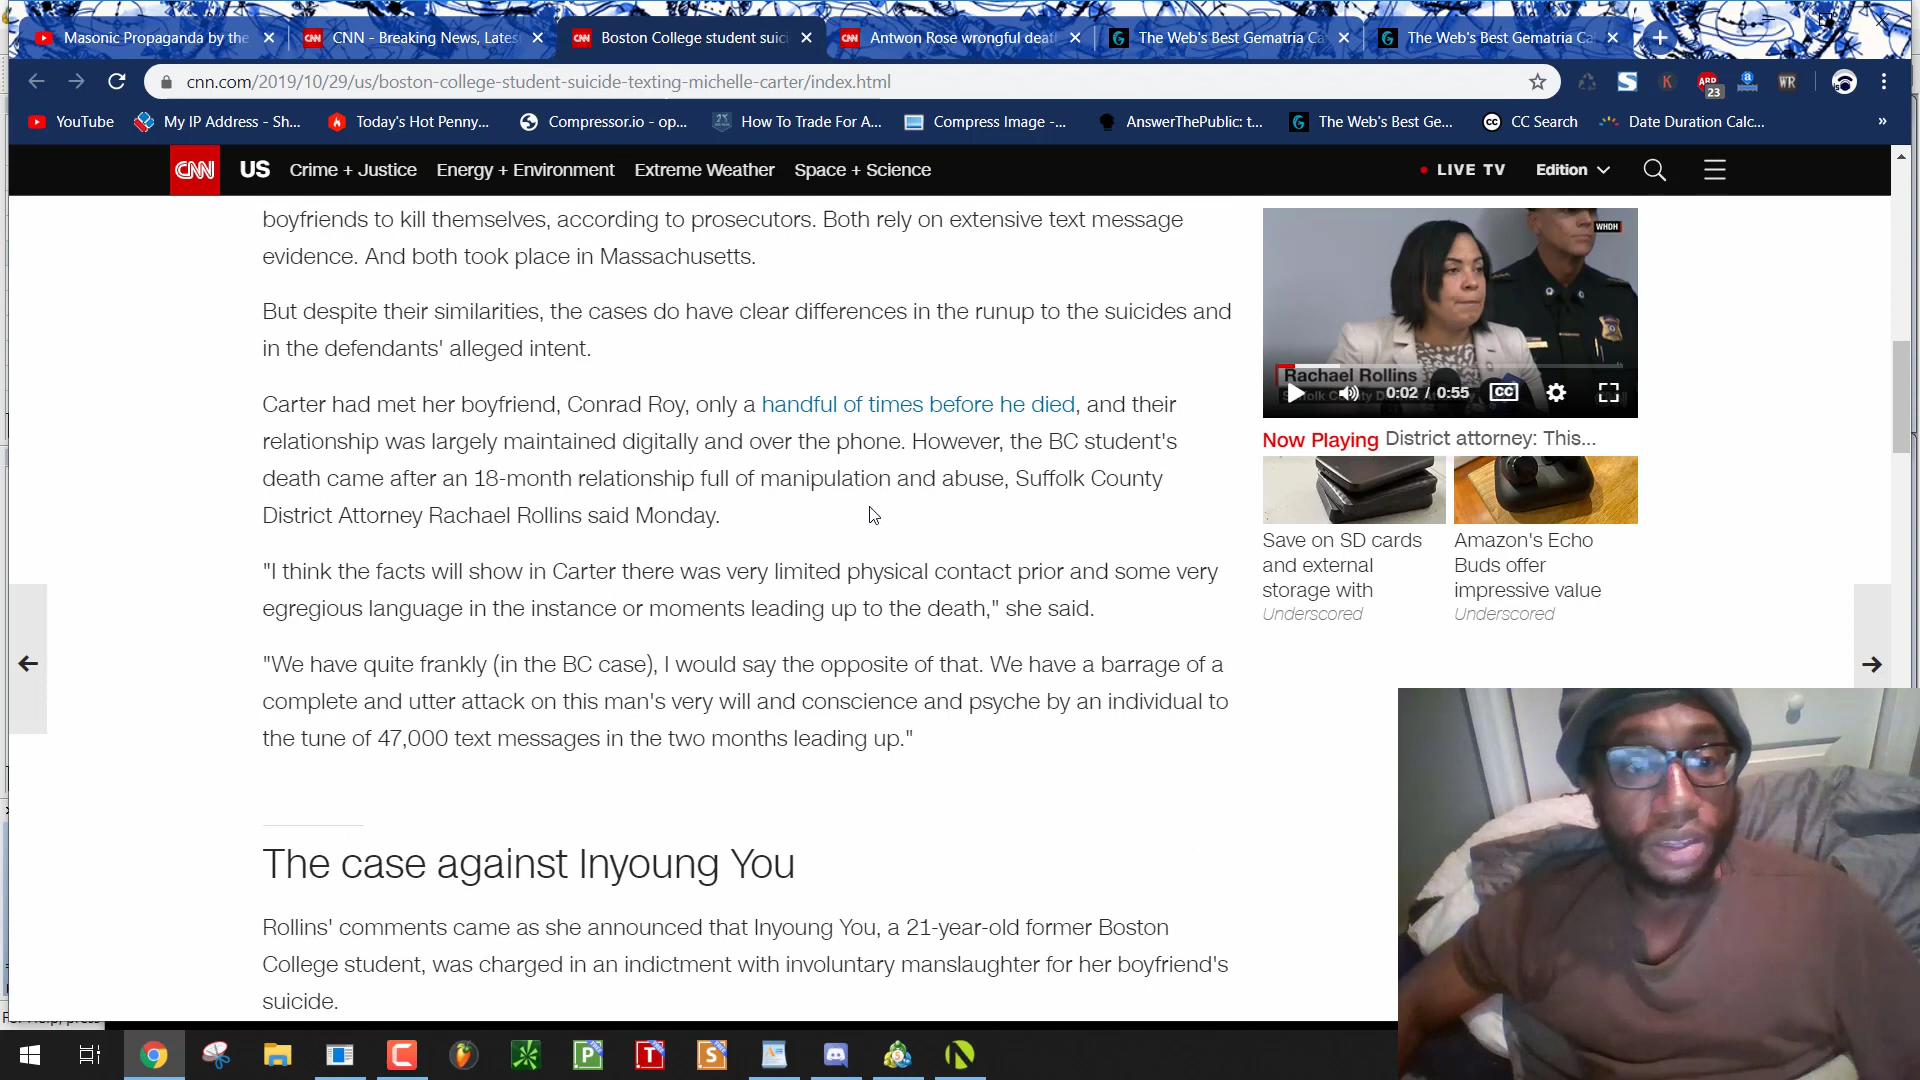 Masonic Propaganda by the
CNN - Breaking News, Lates
Boston College student suic
Antwon Rose wrongful deat
The Web's Best Gematria Ca
The Web's Best Gematria Ca
cnn.com/2019/10/29/us/boston-college-student-suicide-texting-michelle-carter/index.html
ABP
23
WR
YouTube
My IP Address - Sh...
Today's Hot Penny...
Compressor.io - op...
How To Trade For A...
Compress Image -...
AnswerThePublic: t...
The Web's Best Ge...
CC Search
Date Duration Calc...
»
CNN
US
Crime + Justice
Energy + Environment
Extreme Weather
Space + Science
LIVE TV
Edition
boyfriends to kill themselves, according to prosecutors. Both rely on extensive text message
evidence. And both took place in Massachusetts.
But despite their similarities, the cases do have clear differences in the runup to the suicides and
in the defendants' alleged intent.
Carter had met her boyfriend, Conrad Roy, only a handful of times before he died, and their
relationship was largely maintained digitally and over the phone. However, the BC student's
death came after an 18-month relationship full of manipulation and abuse, Suffolk County
District Attorney Rachael Rollins said Monday.
"I think the facts will show in Carter there was very limited physical contact prior and some very
egregious language in the instance or moments leading up to the death," she said.
"We have quite frankly (in the BC case), I would say the opposite of that. We have a barrage of a
complete and utter attack on this man's very will and conscience and psyche by an individual to
the tune of 47,000 text messages in the two months leading up."
The case against Inyoung You
Rollins' comments came as she announced that Inyoung You, a 21-year-old former Boston
College student, was charged in an indictment with involuntary manslaughter for her boyfriend's
suicide.
WHDH
Rachael Rollins
0:02 / 0:55
CC
Now Playing District attorney: This...
Save on SD cards
and external
storage with
Underscored
Amazon's Echo
Buds offer
impressive value
Underscored